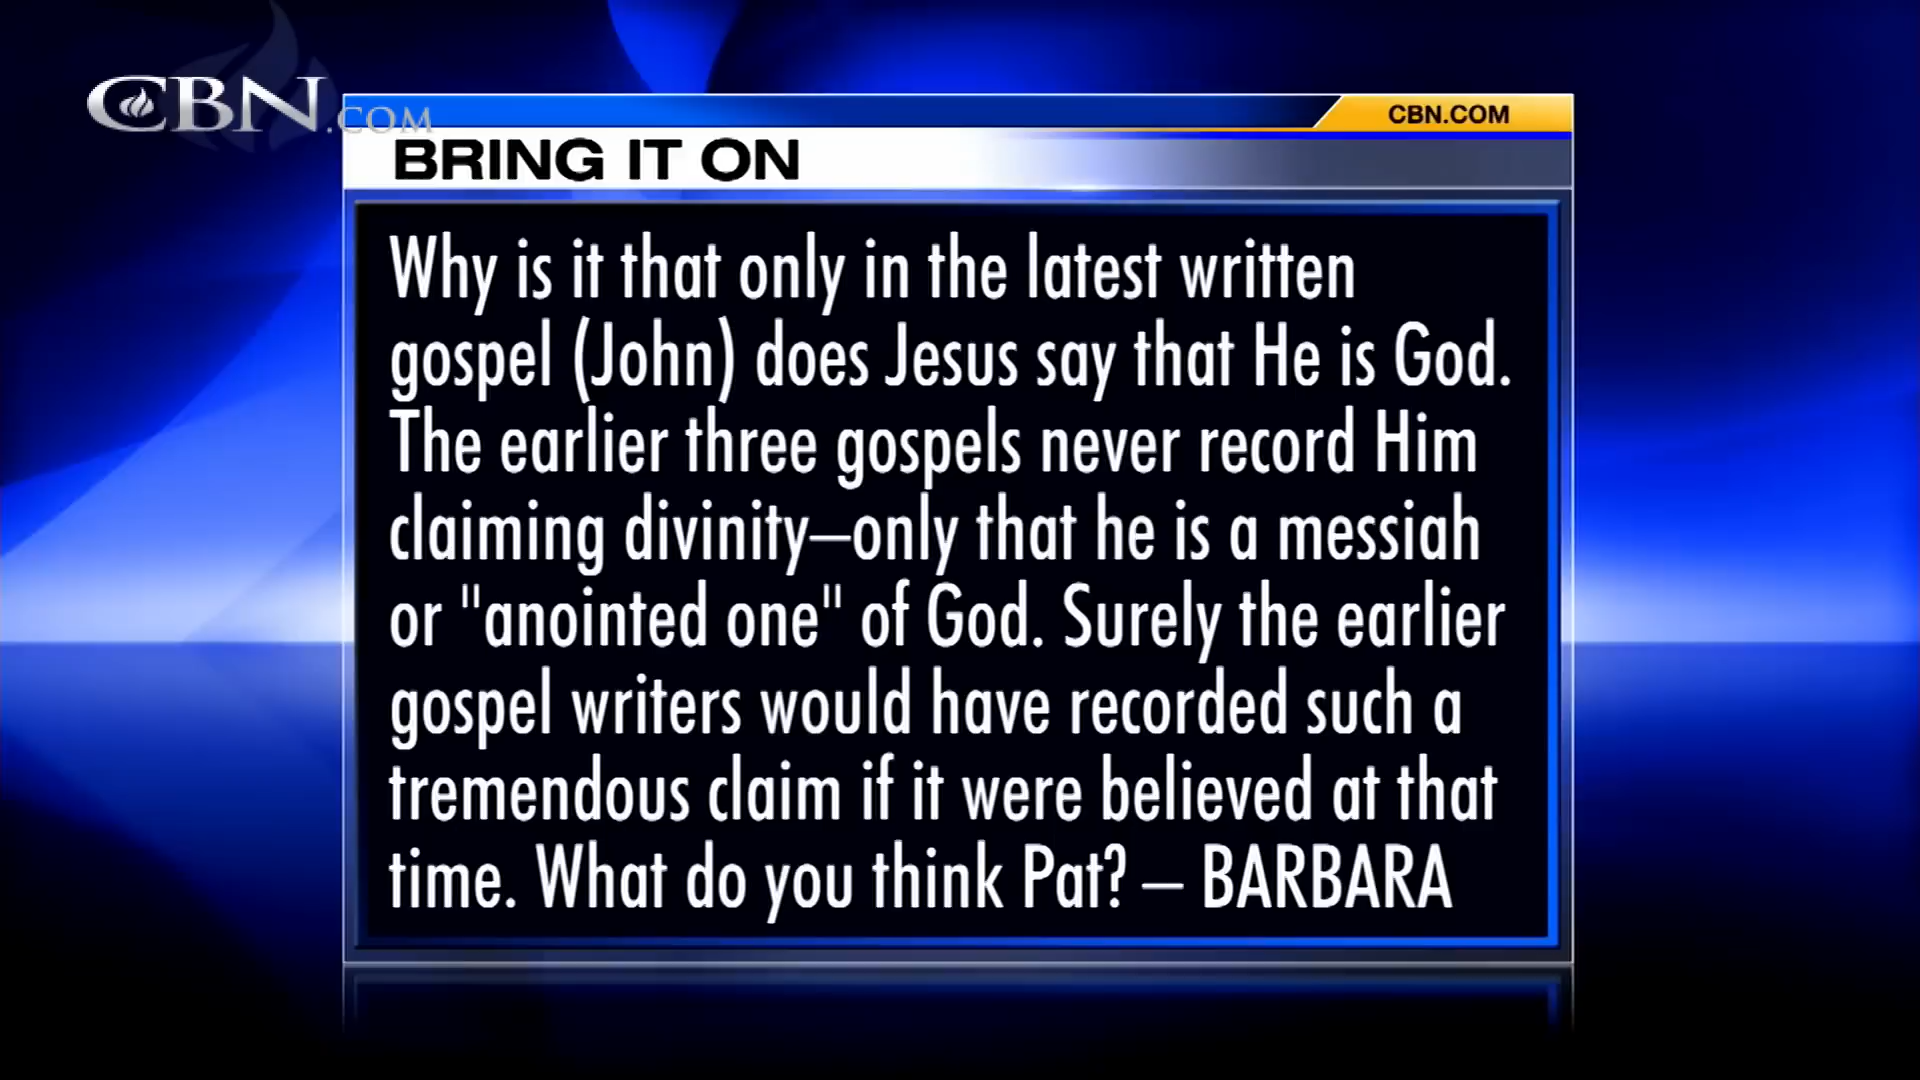 CBN.COM
CBN.COM
BRING IT ON
Why is it that only in the latest written
gospel (John) does Jesus say that He is God.
The earlier three gospels never record Him
claiming divinity—only that he is a messiah
or "anointed one" of God. Surely the earlier
gospel writers would have recorded such a
tremendous claim if it were believed at that
time. What do you think Pat? – BARBARA